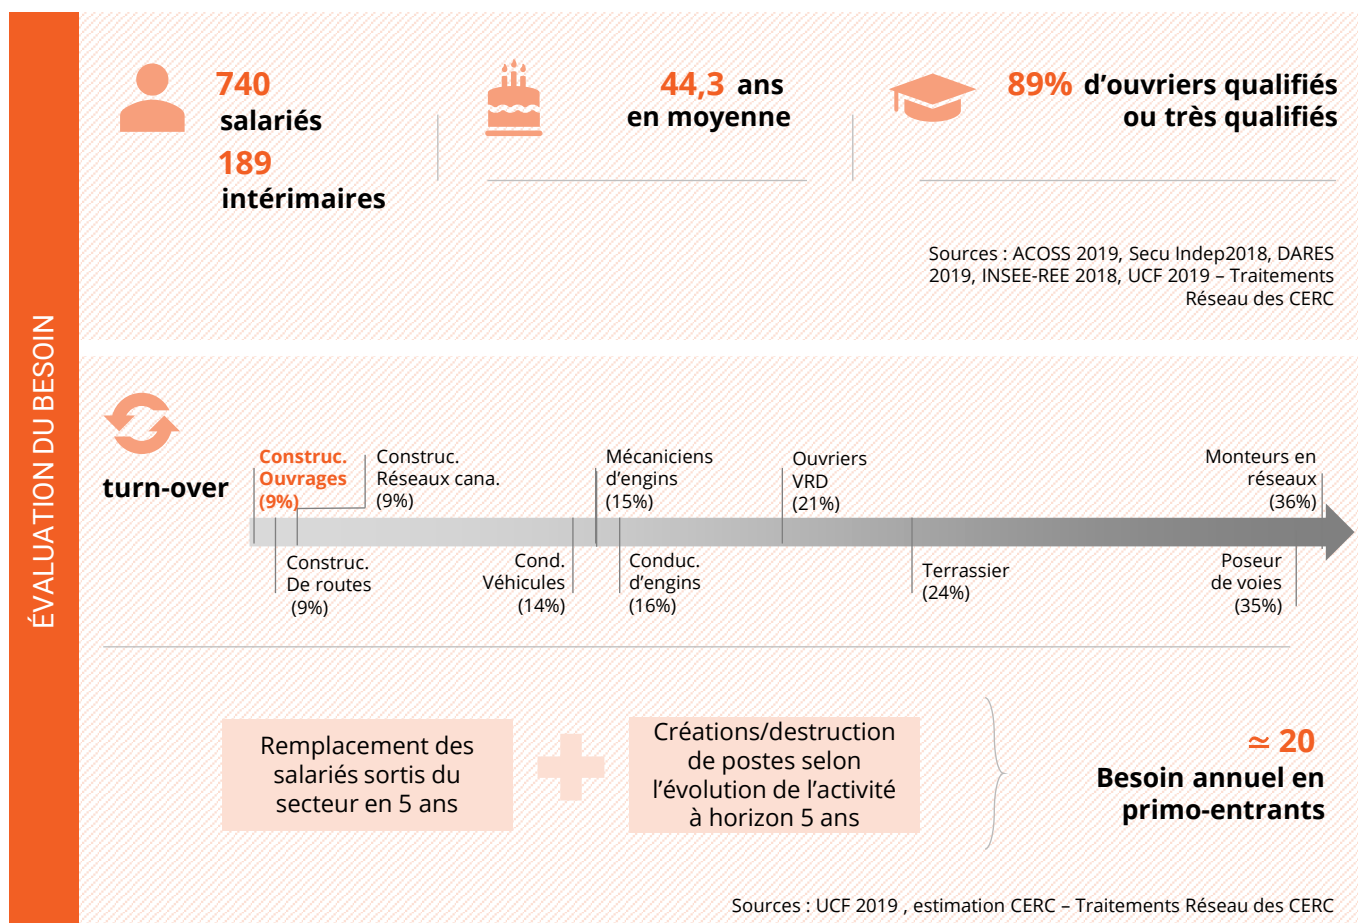 ÉVALUATION DU BESOIN
740
salariés
189
intérimaires
44,3 ans
en moyenne
89% d’ouvriers qualifiés
ou très qualifiés
Sources : ACOSS 2019, Secu Indep2018, DARES
2019, INSEE-REE 2018, UCF 2019 – Traitements
Réseau des CERC
turn-over
Construc.
Ouvrages
(9%)
Construc.
Réseaux cana.
(9%)
Mécaniciens
d’engins
(15%)
Ouvriers
VRD
(21%)
Monteurs en
réseaux
(36%)
Construc.
De routes
(9%)
Cond.
Véhicules
(14%)
Conduc.
d’engins
(16%)
Terrassier
(24%)
Poseur
de voies
(35%)
Remplacement des
salariés sortis du
secteur en 5 ans
Créations/destruction
de postes selon
l’évolution de l’activité
à horizon 5 ans
≃ 20
Besoin annuel en
primo-entrants
Sources : UCF 2019 , estimation CERC – Traitements Réseau des CERC